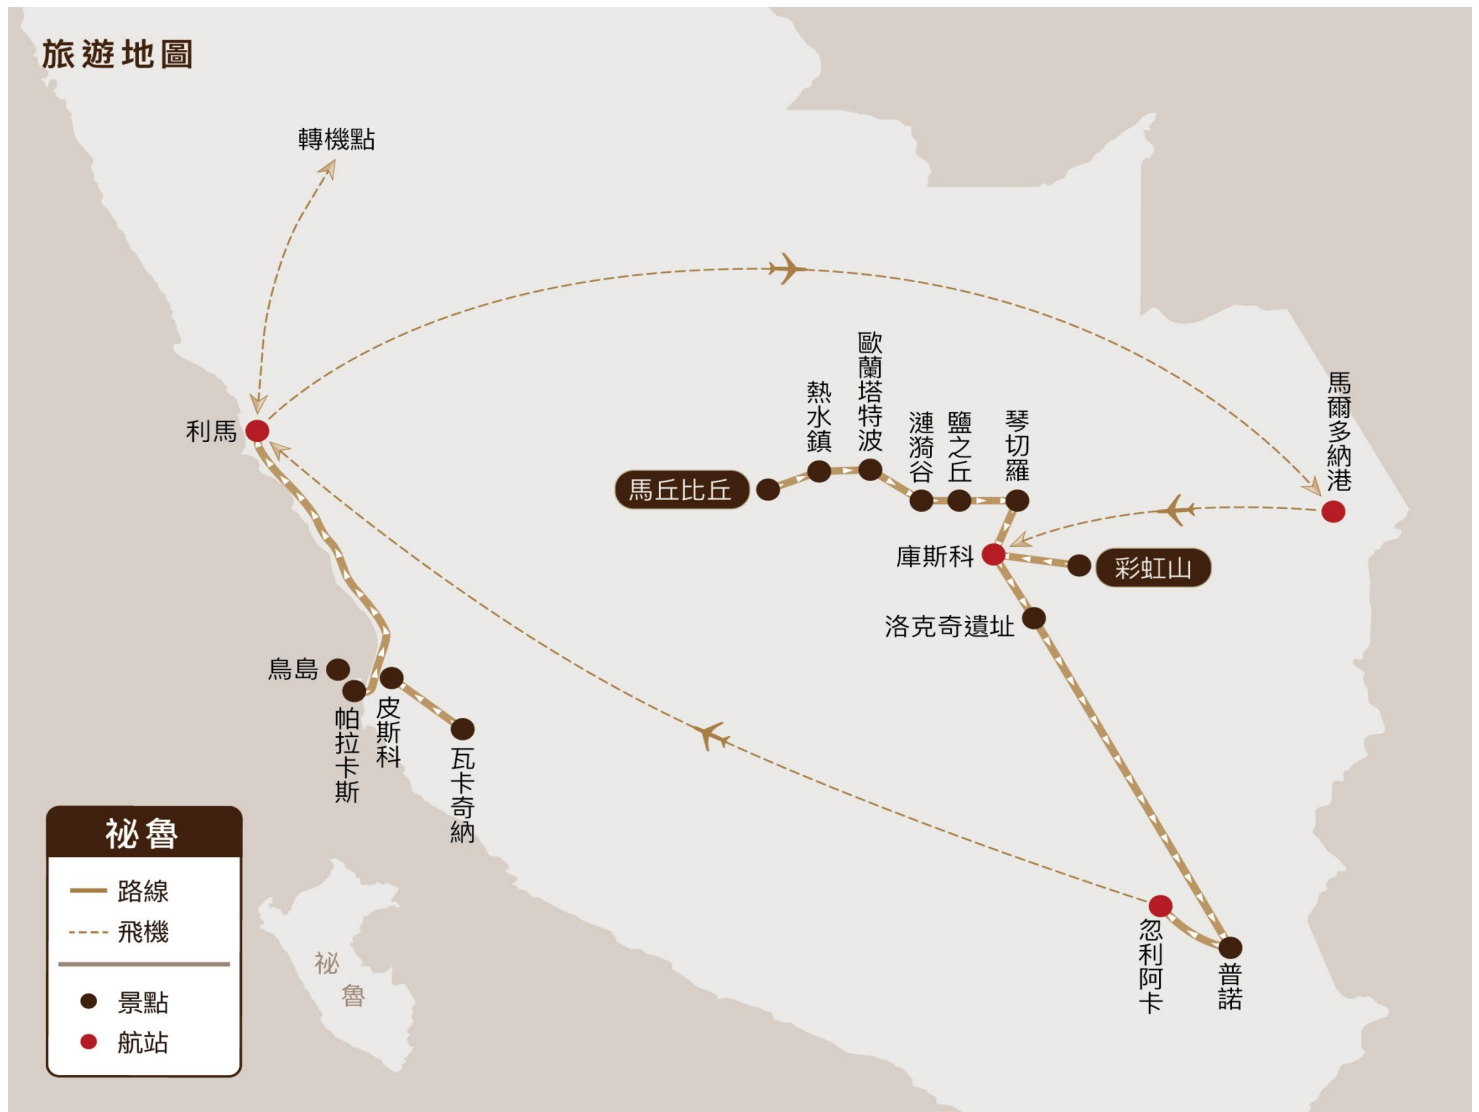 旅遊地圖
轉機點
利馬
歐蘭塔特波
熱水鎮
漣漪谷
鹽之丘
琴切羅
馬爾多納港
馬丘比丘
庫斯科
彩虹山
洛克奇遺址
鳥島
帕拉卡斯
皮斯科
瓦卡奇納
忽利阿卡
普諾
祕魯
路線
飛機
景點
航站
祕魯